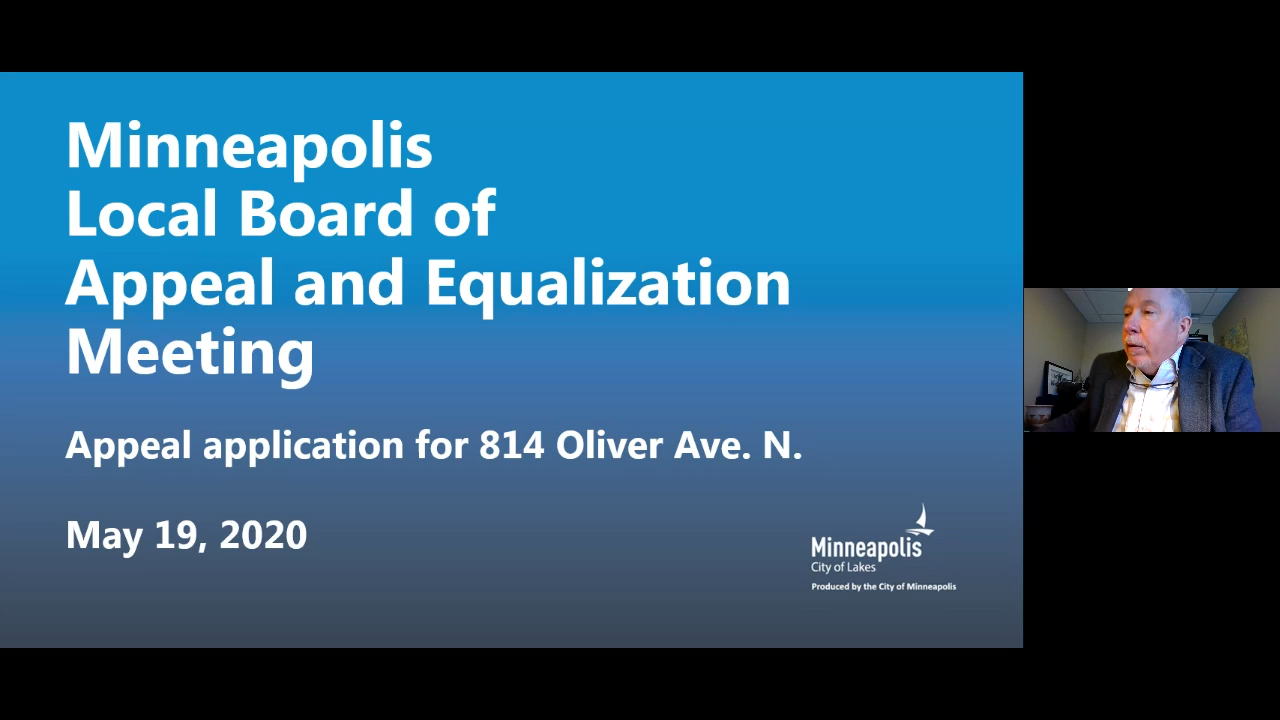 Minneapolis
Local Board of
Appeal and Equalization
Meeting
Appeal application for 814 Oliver Ave. N.
May 19, 2020
Minneapolis
City of Lakes
Produced by the City of Minneapolis